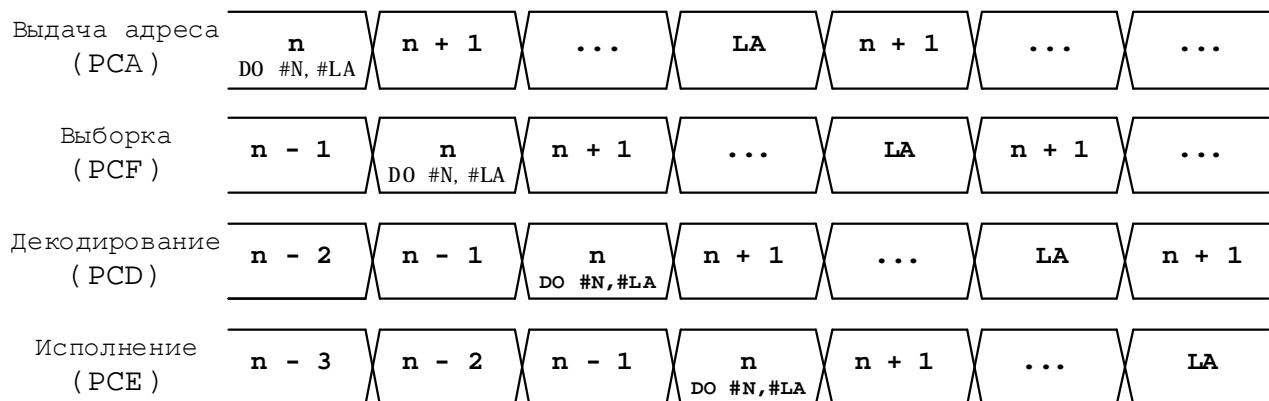 Выдача адреса
(PCA)
n
DO #N, #LA
n + 1
...
LA
n + 1
...
...
Выборка
(PCF)
n - 1
n
DO #N, #LA
n + 1
...
LA
n + 1
...
Декодирование
(PCD)
n - 2
n - 1
n
DO #N,#LA
n + 1
...
LA
n + 1
Исполнение
(PCE)
n - 3
n - 2
n - 1
n
DO #N,#LA
n + 1
...
LA